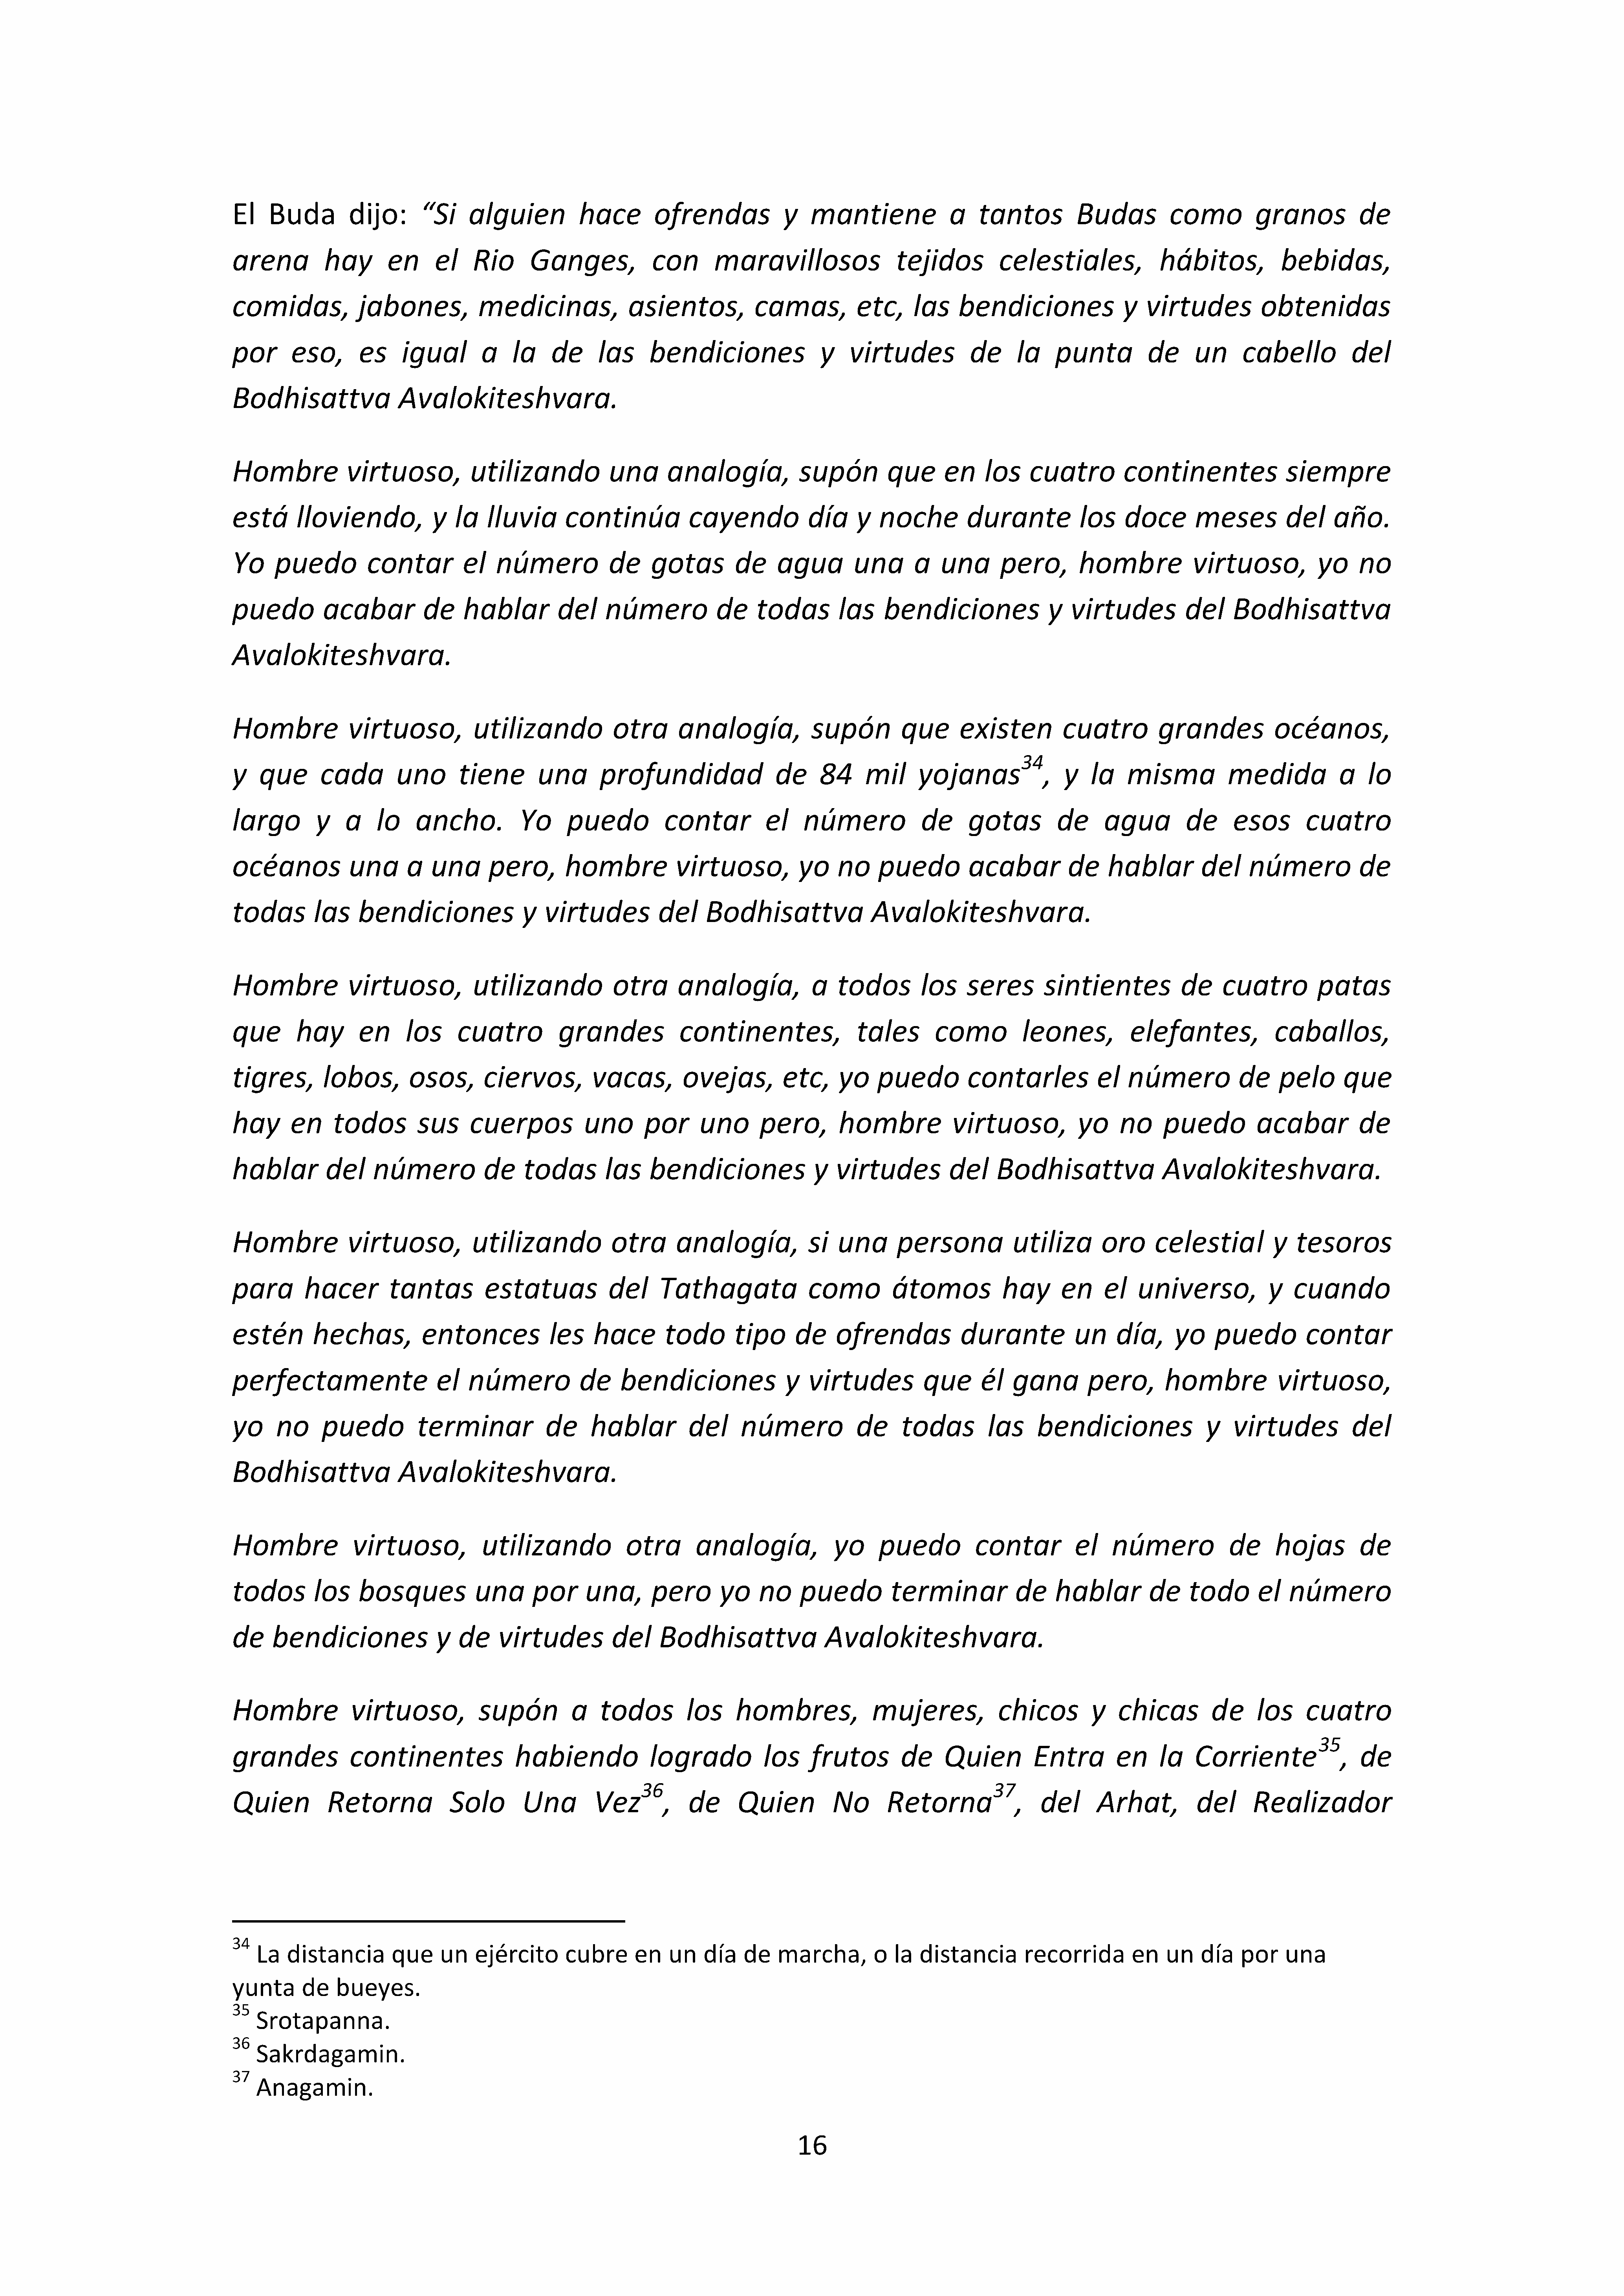 El Buda dijo: “Si alguien hace ofrendas y mantiene a tantos Budas como granos de
arena hay en el Rio Ganges, con maravillosos tejidos celestiales, hábitos, bebidas,
comidas, jabones, medicinas, asientos, camas, etc, las bendiciones y virtudes obtenidas
por eso, es igual a la de las bendiciones y virtudes de la punta de un cabello del
Bodhisattva Avalokiteshvara.
Hombre virtuoso, utilizando una analogía, supón que en los cuatro continentes siempre
está lloviendo, y la lluvia continúa cayendo día y noche durante los doce meses del año.
Yo puedo contar el número de gotas de agua una a una pero, hombre virtuoso, yo no
puedo acabar de hablar del número de todas las bendiciones y virtudes del Bodhisattva
Avalokiteshvara.
Hombre virtuoso, utilizando otra analogía, supón que existen cuatro grandes océanos,
y que cada uno tiene una profundidad de 84 mil yojanas34, y la misma medida a lo
largo y a lo ancho. Yo puedo contar el número de gotas de agua de esos cuatro
océanos una a una pero, hombre virtuoso, yo no puedo acabar de hablar del número de
todas las bendiciones y virtudes del Bodhisattva Avalokiteshvara.
Hombre virtuoso, utilizando otra analogía, a todos los seres sintientes de cuatro patas
que hay en los cuatro grandes continentes, tales como leones, elefantes, caballos,
tigres, lobos, osos, ciervos, vacas, ovejas, etc, yo puedo contarles el número de pelo que
hay en todos sus cuerpos uno por uno pero, hombre virtuoso, yo no puedo acabar de
hablar del número de todas las bendiciones y virtudes del Bodhisattva Avalokiteshvara.
Hombre virtuoso, utilizando otra analogía, si una persona utiliza oro celestial y tesoros
para hacer tantas estatuas del Tathagata como átomos hay en el universo, y cuando
estén hechas, entonces les hace todo tipo de ofrendas durante un día, yo puedo contar
perfectamente el número de bendiciones y virtudes que él gana pero, hombre virtuoso,
yo no puedo terminar de hablar del número de todas las bendiciones y virtudes del
Bodhisattva Avalokiteshvara.
Hombre virtuoso, utilizando otra analogía, yo puedo contar el número de hojas de
todos los bosques una por una, pero yo no puedo terminar de hablar de todo el número
de bendiciones y de virtudes del Bodhisattva Avalokiteshvara.
Hombre virtuoso, supón a todos los hombres, mujeres, chicos y chicas de los cuatro
grandes continentes habiendo logrado los frutos de Quien Entra en la Corriente35, de
Quien Retorna Solo Una Vez36, de Quien No Retorna37, del Arhat, del Realizador
34 La distancia que un ejército cubre en un día de marcha, o la distancia recorrida en un día por una
yunta de bueyes.
35 Srotapanna.
36 Sakrdagamin.
37 Anagamin.
16